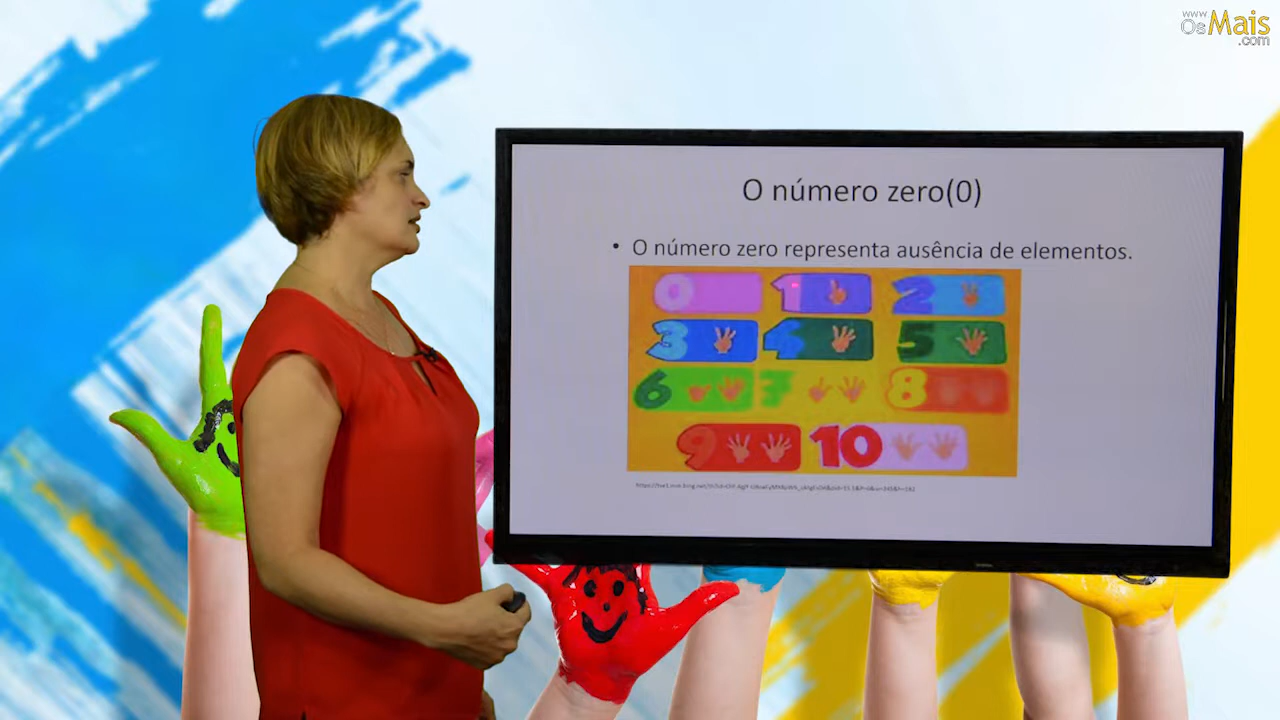 www
OsMais
.com
O número zero(0)
• O número zero representa ausência de elementos.
0 1 2
3 4 5
6 7 8
9 10